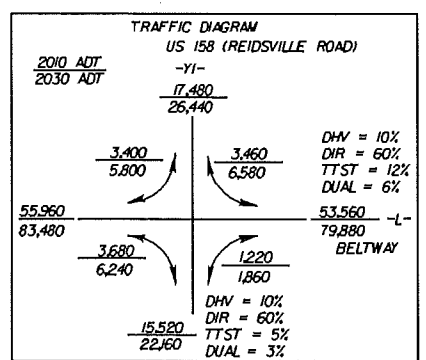 TRAFFIC DIAGRAM
US 158 (REIDSVILLE ROAD)
2010 ADT
2030 ADT
-Y1-
17,480
26,440
3,400
5,800
3,460
6,580
DHV = 10%
DIR = 60%
TTST = 12%
DUAL = 6%
55,960
83,480
53,560 -L-
79,880
BELTWAY
3,680
6,240
1,220
1,860
15,520
22,160
DHV = 10%
DIR = 60%
TTST = 5%
DUAL = 3%